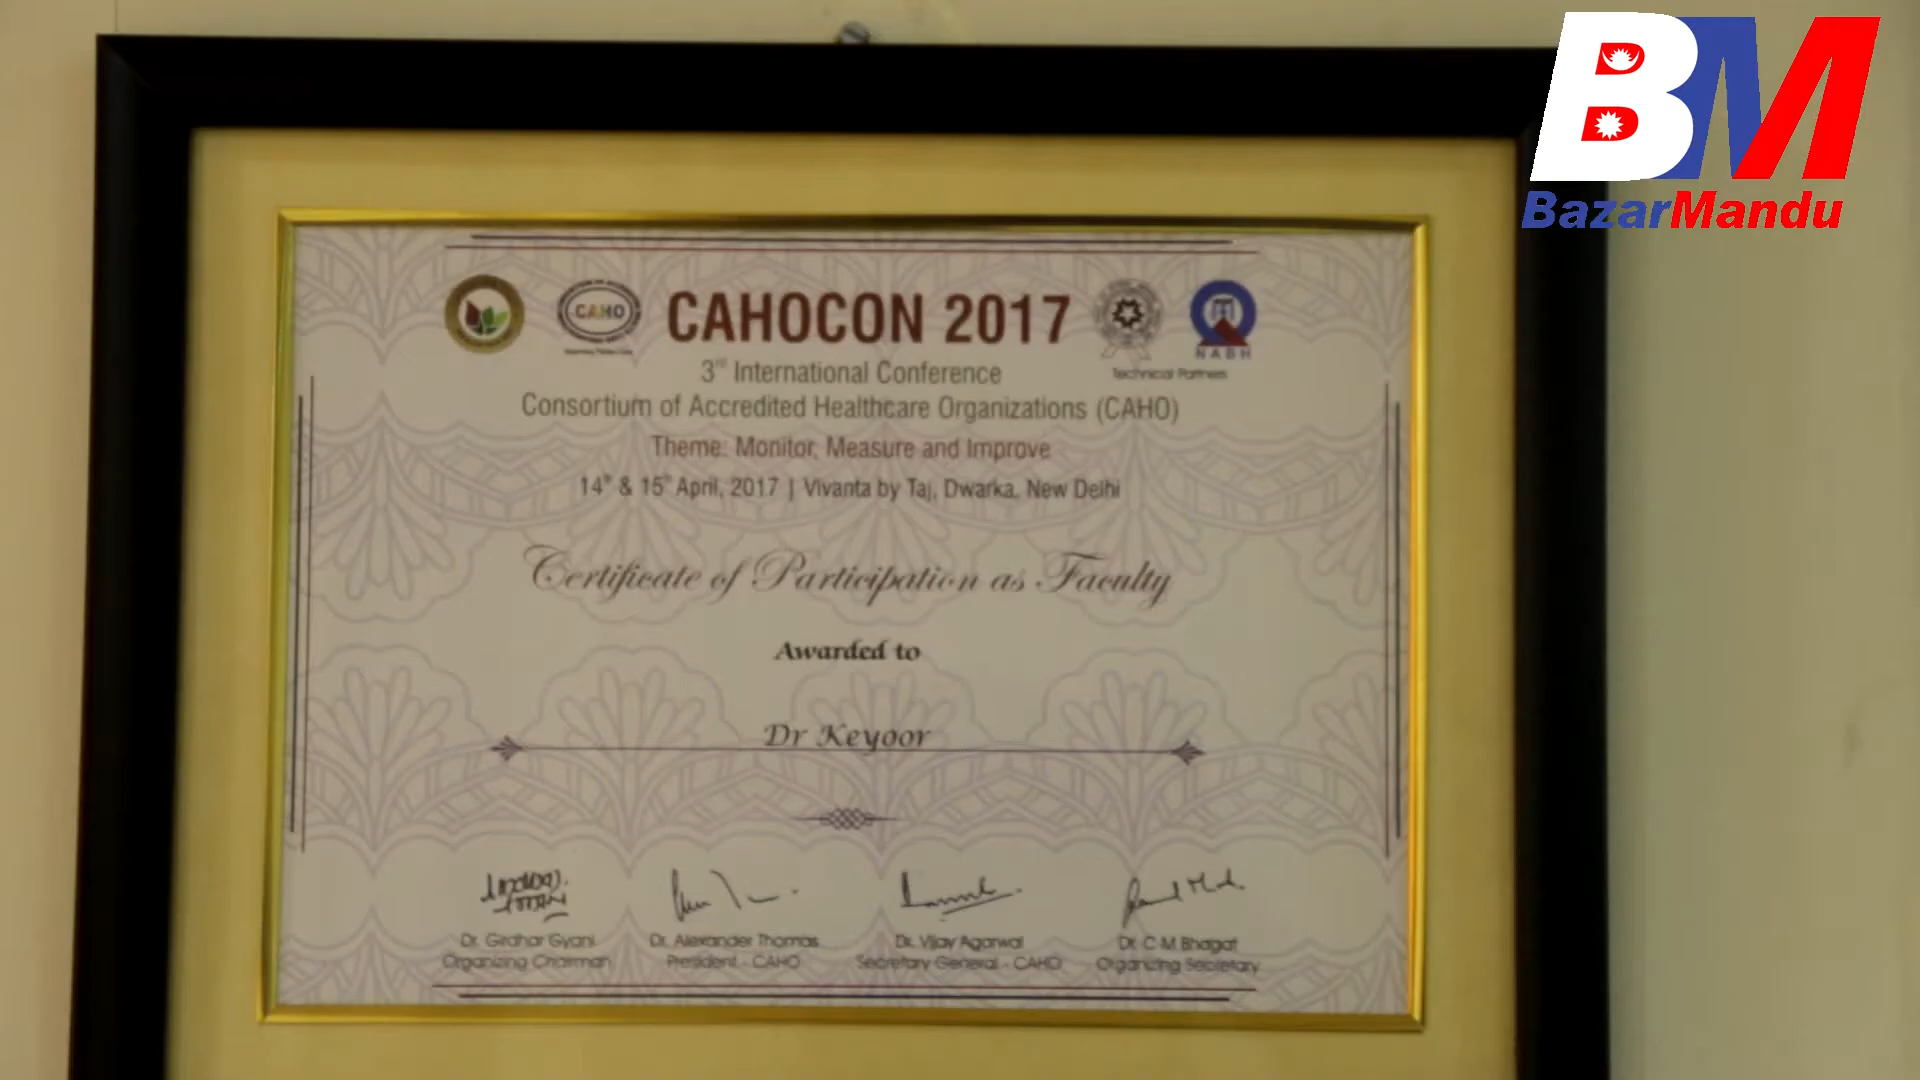 BM
BazarMandu
CAHO
CAHOCON 2017
NABH
Technical Partners
3rd International Conference
Consortium of Accredited Healthcare Organizations (CAHO)
Theme: Monitor, Measure and Improve
14th & 15th April, 2017 | Vivanta by Taj, Dwarka, New Delhi
Certificate of Participation as Faculty
Awarded to
Dr Keyoor
Dr. Girdhar Gyani Dr. Alexander Thomas Dr. Vijay Agarwal Dr. C M Bhagat
Organizing Chairman President - CAHO Secretary General - CAHO Organizing Secretary